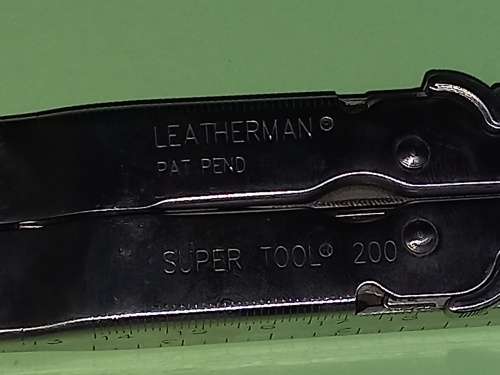 LEATHERMAN®
PAT PEND
SUPER TOOL® 200